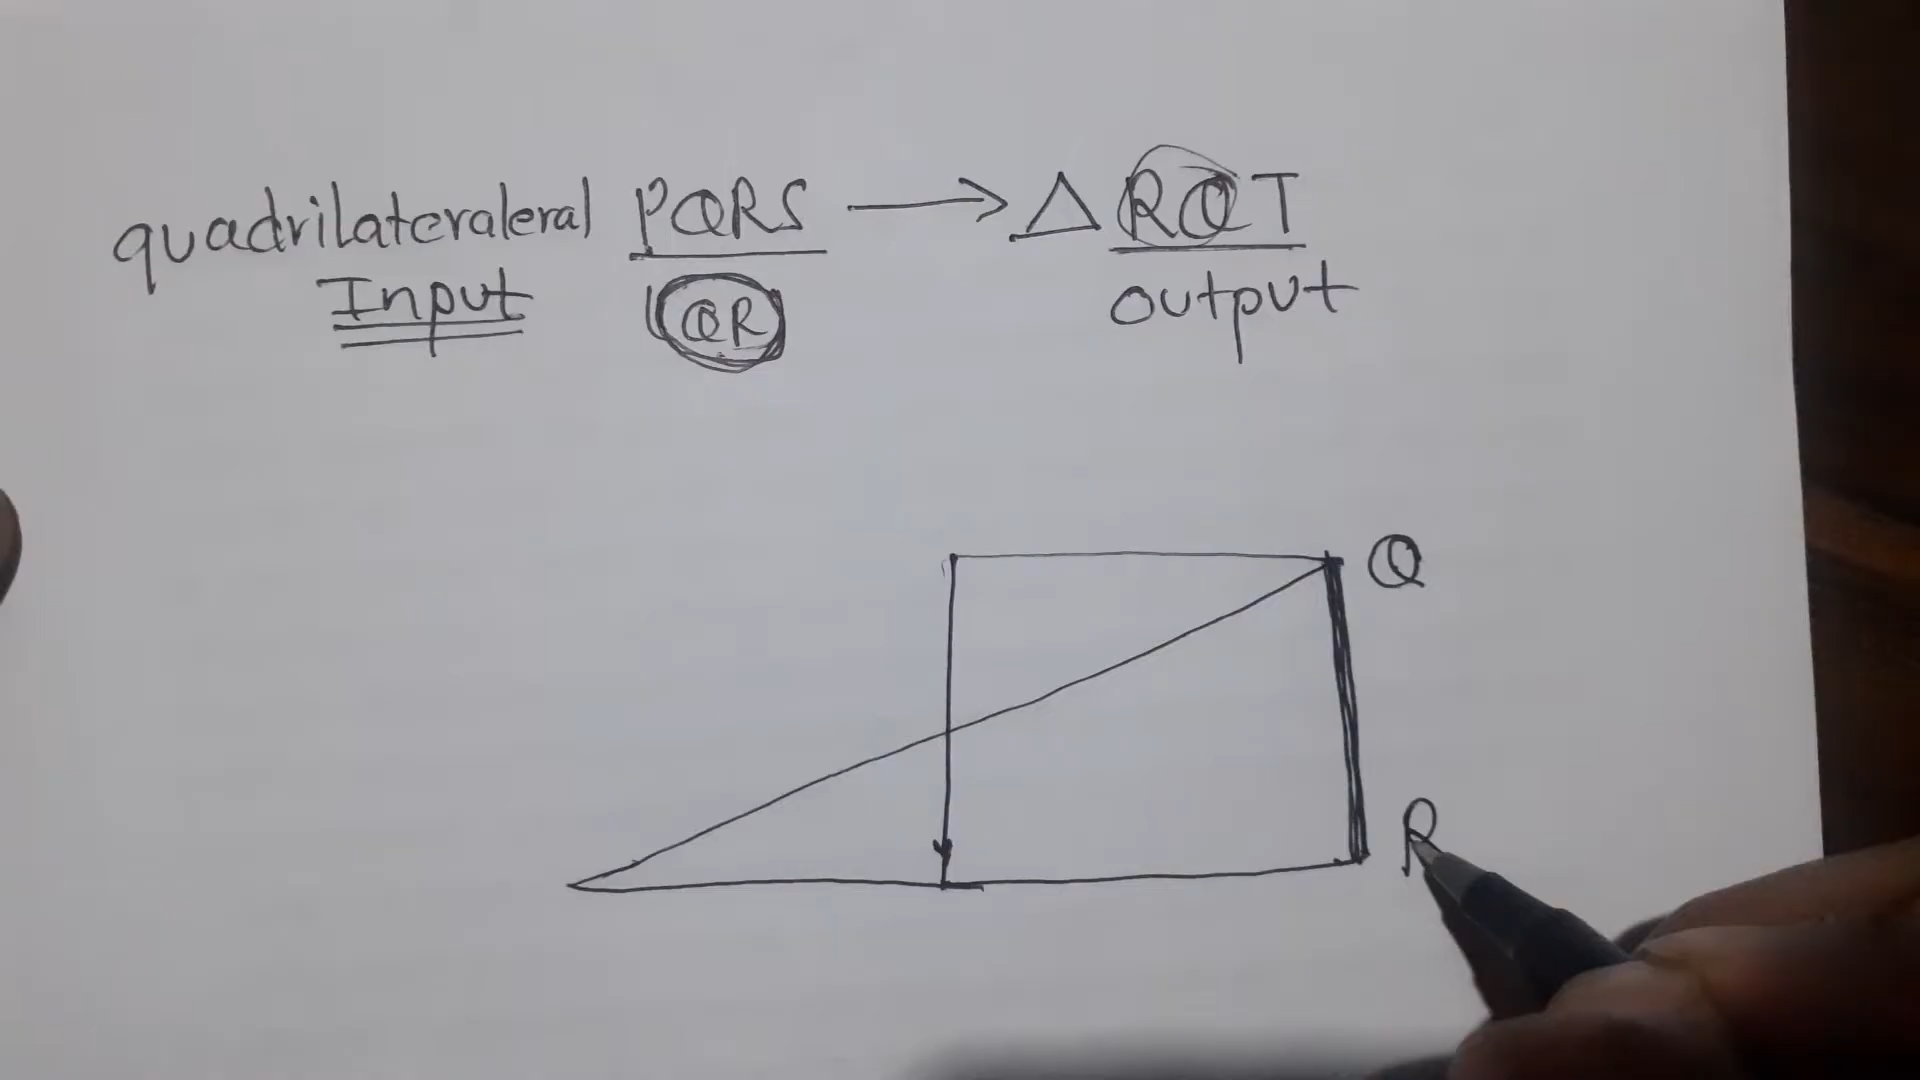 quadrilateraleral PQRS → △ RQT
Input QR output
Q
R